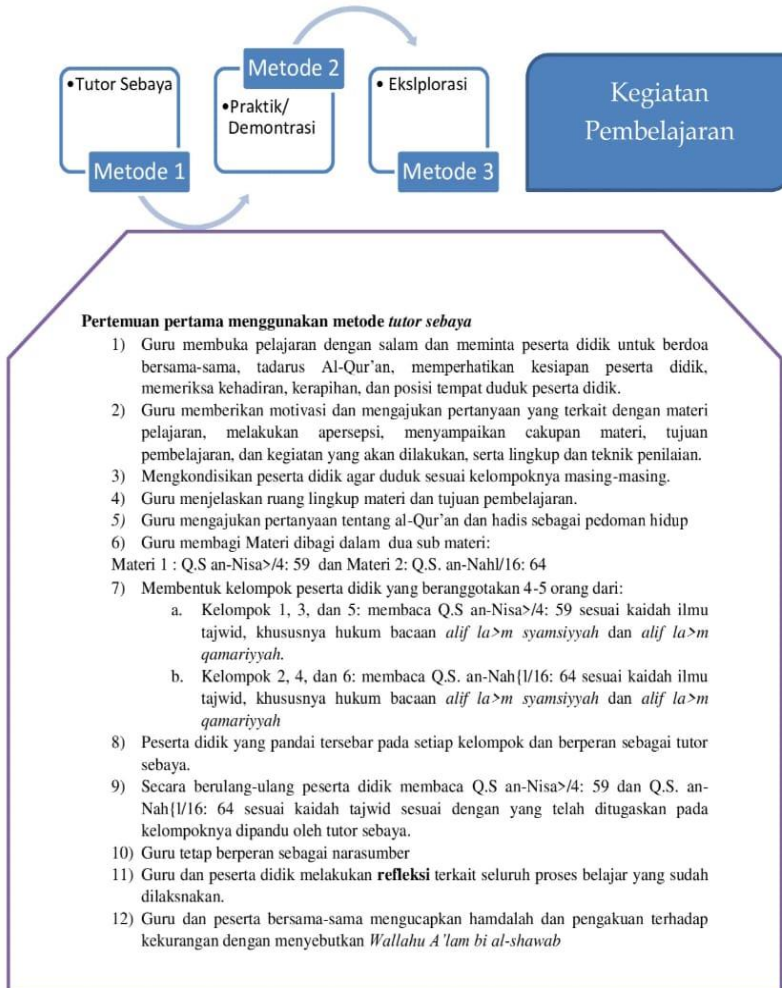 •Tutor Sebaya
Metode 1
Metode 2
•Praktik/
Demontrasi
• Ekslplorasi
Metode 3
Kegiatan
Pembelajaran
Pertemuan pertama menggunakan metode tutor sebaya
1) Guru membuka pelajaran dengan salam dan meminta peserta didik untuk berdoa
bersama-sama, tadarus Al-Qur'an, memperhatikan kesiapan peserta didik,
memeriksa kehadiran, kerapihan, dan posisi tempat duduk peserta didik.
2) Guru memberikan motivasi dan mengajukan pertanyaan yang terkait dengan materi
pelajaran, melakukan apersepsi, menyampaikan cakupan materi, tujuan
pembelajaran, dan kegiatan yang akan dilakukan, serta lingkup dan teknik penilaian.
3) Mengkondisikan peserta didik agar duduk sesuai kelompoknya masing-masing.
4) Guru menjelaskan ruang lingkup materi dan tujuan pembelajaran.
5) Guru mengajukan pertanyaan tentang al-Qur'an dan hadis sebagai pedoman hidup
6) Guru membagi Materi dibagi dalam dua sub materi:
Materi 1 : Q.S an-Nisa>/4: 59 dan Materi 2: Q.S. an-Nahl/16: 64
7) Membentuk kelompok peserta didik yang beranggotakan 4-5 orang dari:
a. Kelompok 1, 3, dan 5: membaca Q.S an-Nisa>/4: 59 sesuai kaidah ilmu
tajwid, khususnya hukum bacaan alif la>m syamsiyyah dan alif la>m
qamariyyah.
b. Kelompok 2, 4, dan 6: membaca Q.S. an-Nah{l/16: 64 sesuai kaidah ilmu
tajwid, khususnya hukum bacaan alif la>m syamsiyyah dan alif la>m
qamariyyah
8) Peserta didik yang pandai tersebar pada setiap kelompok dan berperan sebagai tutor
sebaya.
9) Secara berulang-ulang peserta didik membaca Q.S an-Nisa>/4: 59 dan Q.S. an-
Nah{l/16: 64 sesuai kaidah tajwid sesuai dengan yang telah ditugaskan pada
kelompoknya dipandu oleh tutor sebaya.
10) Guru tetap berperan sebagai narasumber
11) Guru dan peserta didik melakukan refleksi terkait seluruh proses belajar yang sudah
dilaksnakan.
12) Guru dan peserta bersama-sama mengucapkan hamdalah dan pengakuan terhadap
kekurangan dengan menyebutkan Wallahu A'lam bi al-shawab